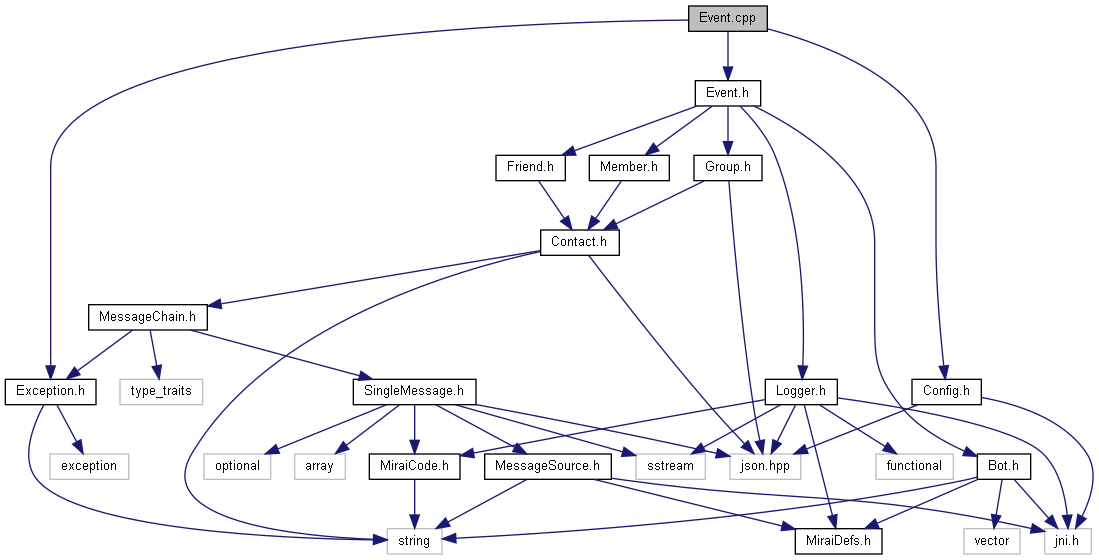 Event.cpp
Event.h
Friend.h
Member.h
Group.h
Contact.h
MessageChain.h
Exception.h
type_traits
SingleMessage.h
Logger.h
Config.h
exception
optional
array
MiraiCode.h
MessageSource.h
sstream
json.hpp
functional
Bot.h
string
MiraiDefs.h
vector
jni.h